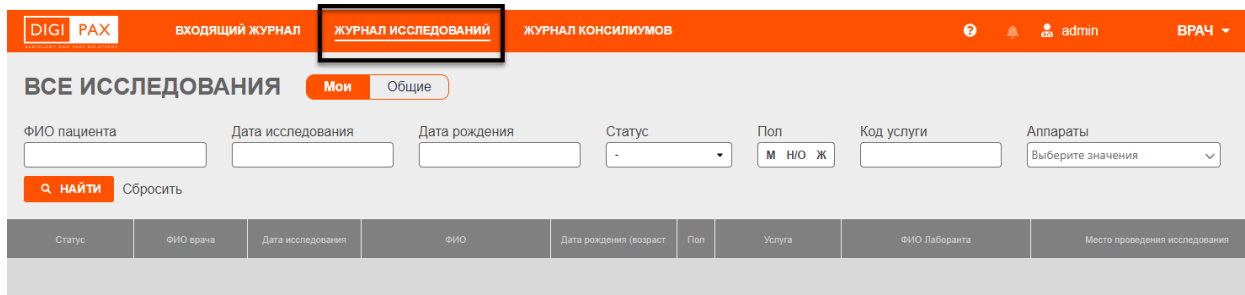 DIGI PAX ВХОДЯЩИЙ ЖУРНАЛ ЖУРНАЛ ИССЛЕДОВАНИЙ ЖУРНАЛ КОНСИЛИУМОВ ? admin ВРАЧ
RADIOLOGY AND PACS SOLUTIONS
ВСЕ ИССЛЕДОВАНИЯ Мои Общие
ФИО пациента Дата исследования Дата рождения Статус Пол Код услуги Аппараты
- М Н/О Ж Выберите значения
НАЙТИ Сбросить
Статус ФИО врача Дата исследования ФИО Дата рождения (возраст Пол Услуга ФИО Лаборанта Место проведения исследования